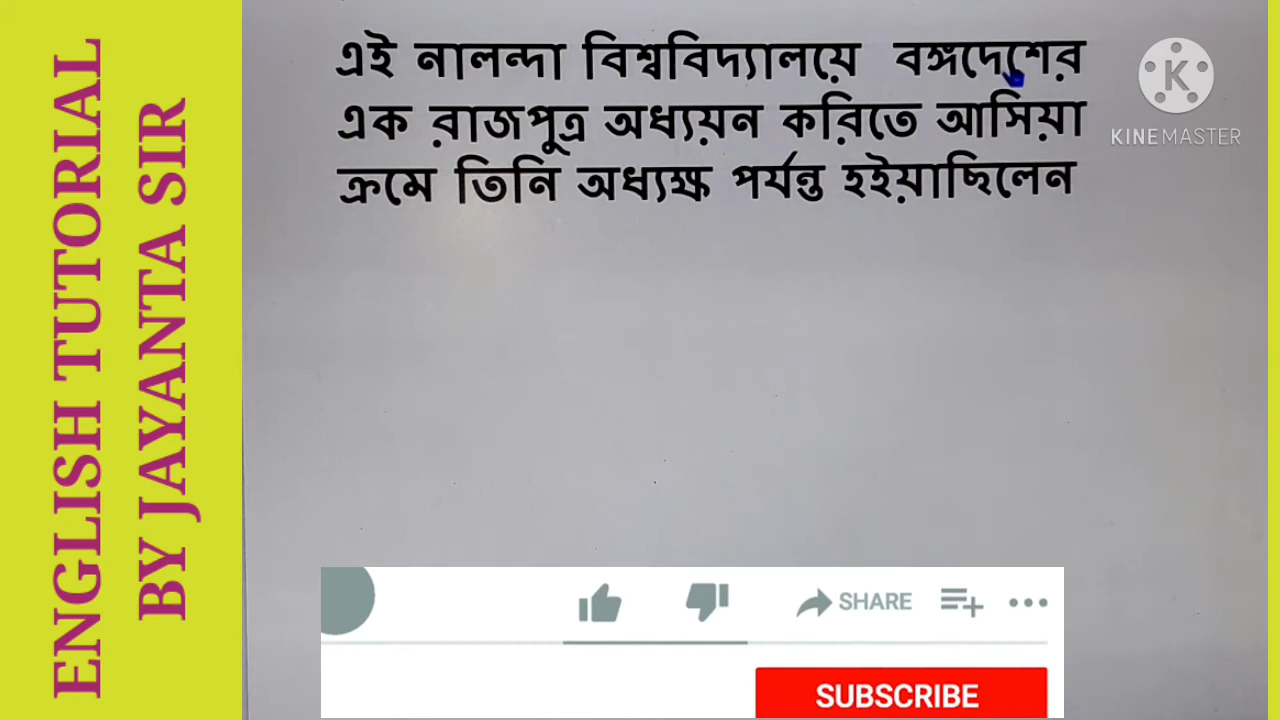 ENGLISH TUTORIAL
BY JAYANTA SIR
এই নালন্দা বিশ্ববিদ্যালয়ে বঙ্গদেশের
এক রাজপুত্র অধ্যয়ন করিতে আসিয়া
ক্রমে তিনি অধ্যক্ষ পর্যন্ত হইয়াছিলেন
K
KINEMASTER
SHARE
SUBSCRIBE